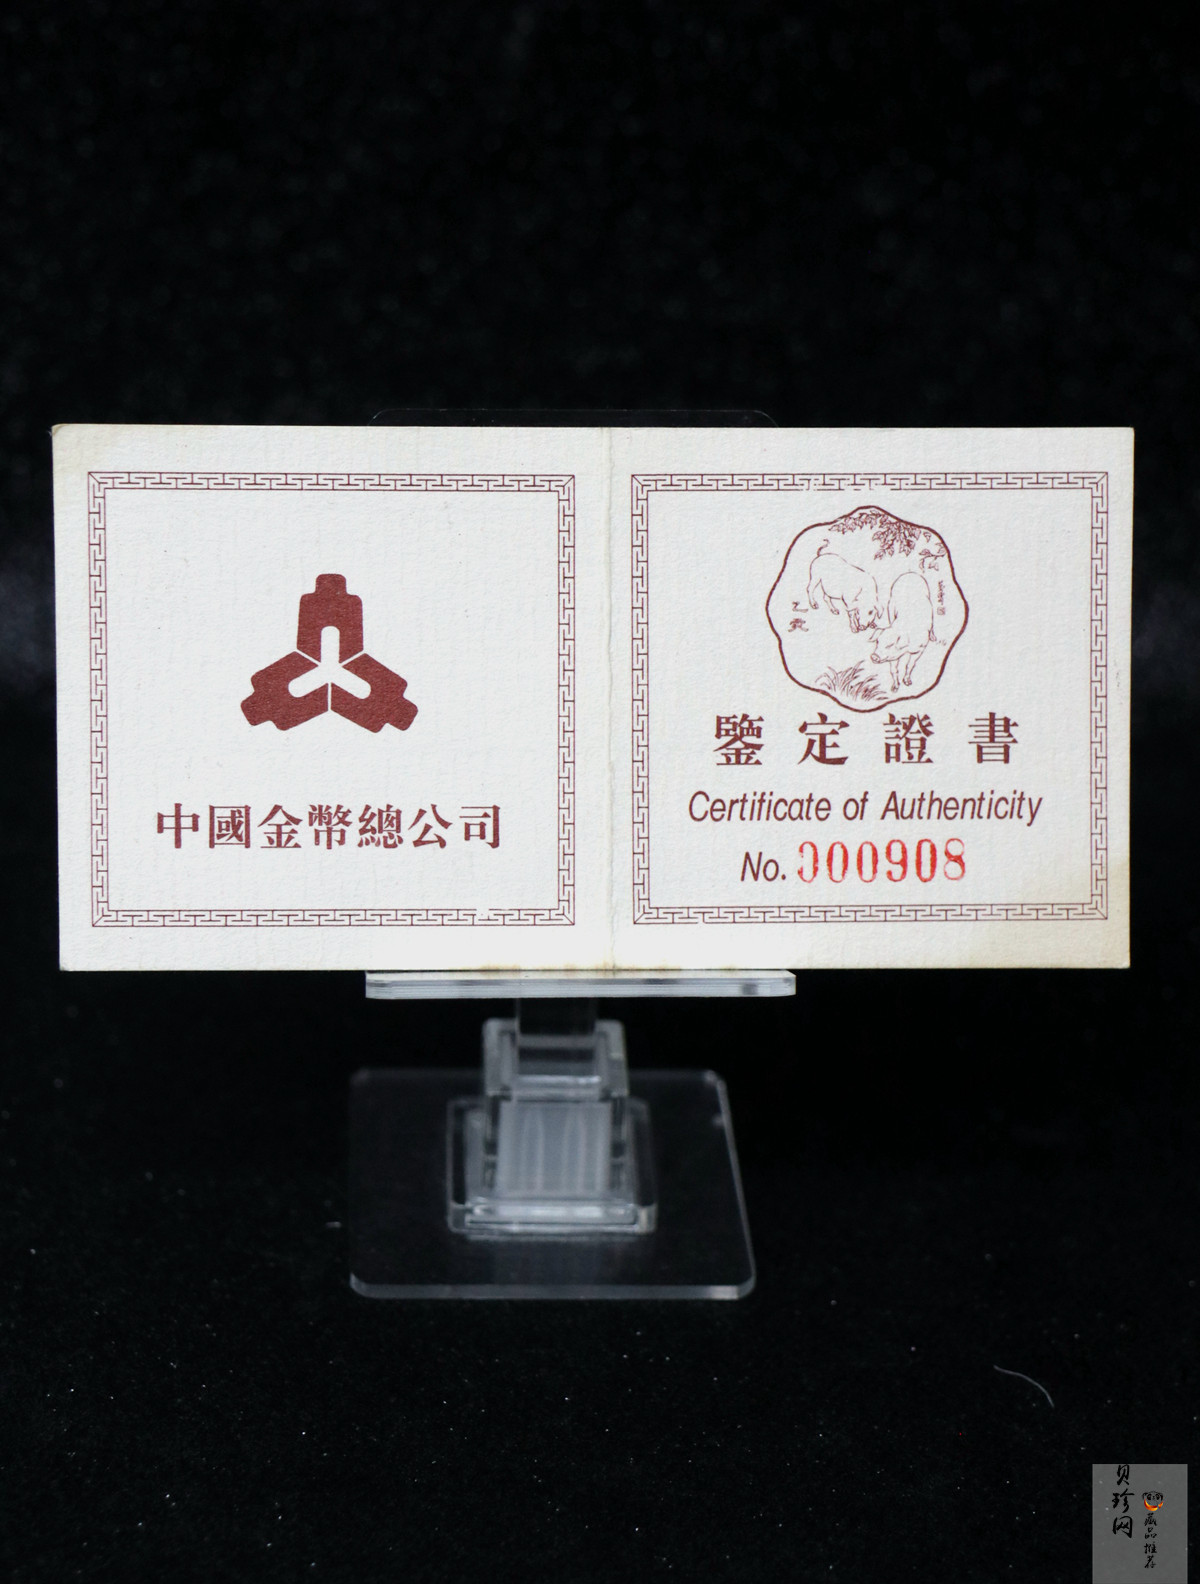 中國金幣總公司
乙亥
鑒定證書
Certificate of Authenticity
No. 000908
贝珍网
藏品推荐